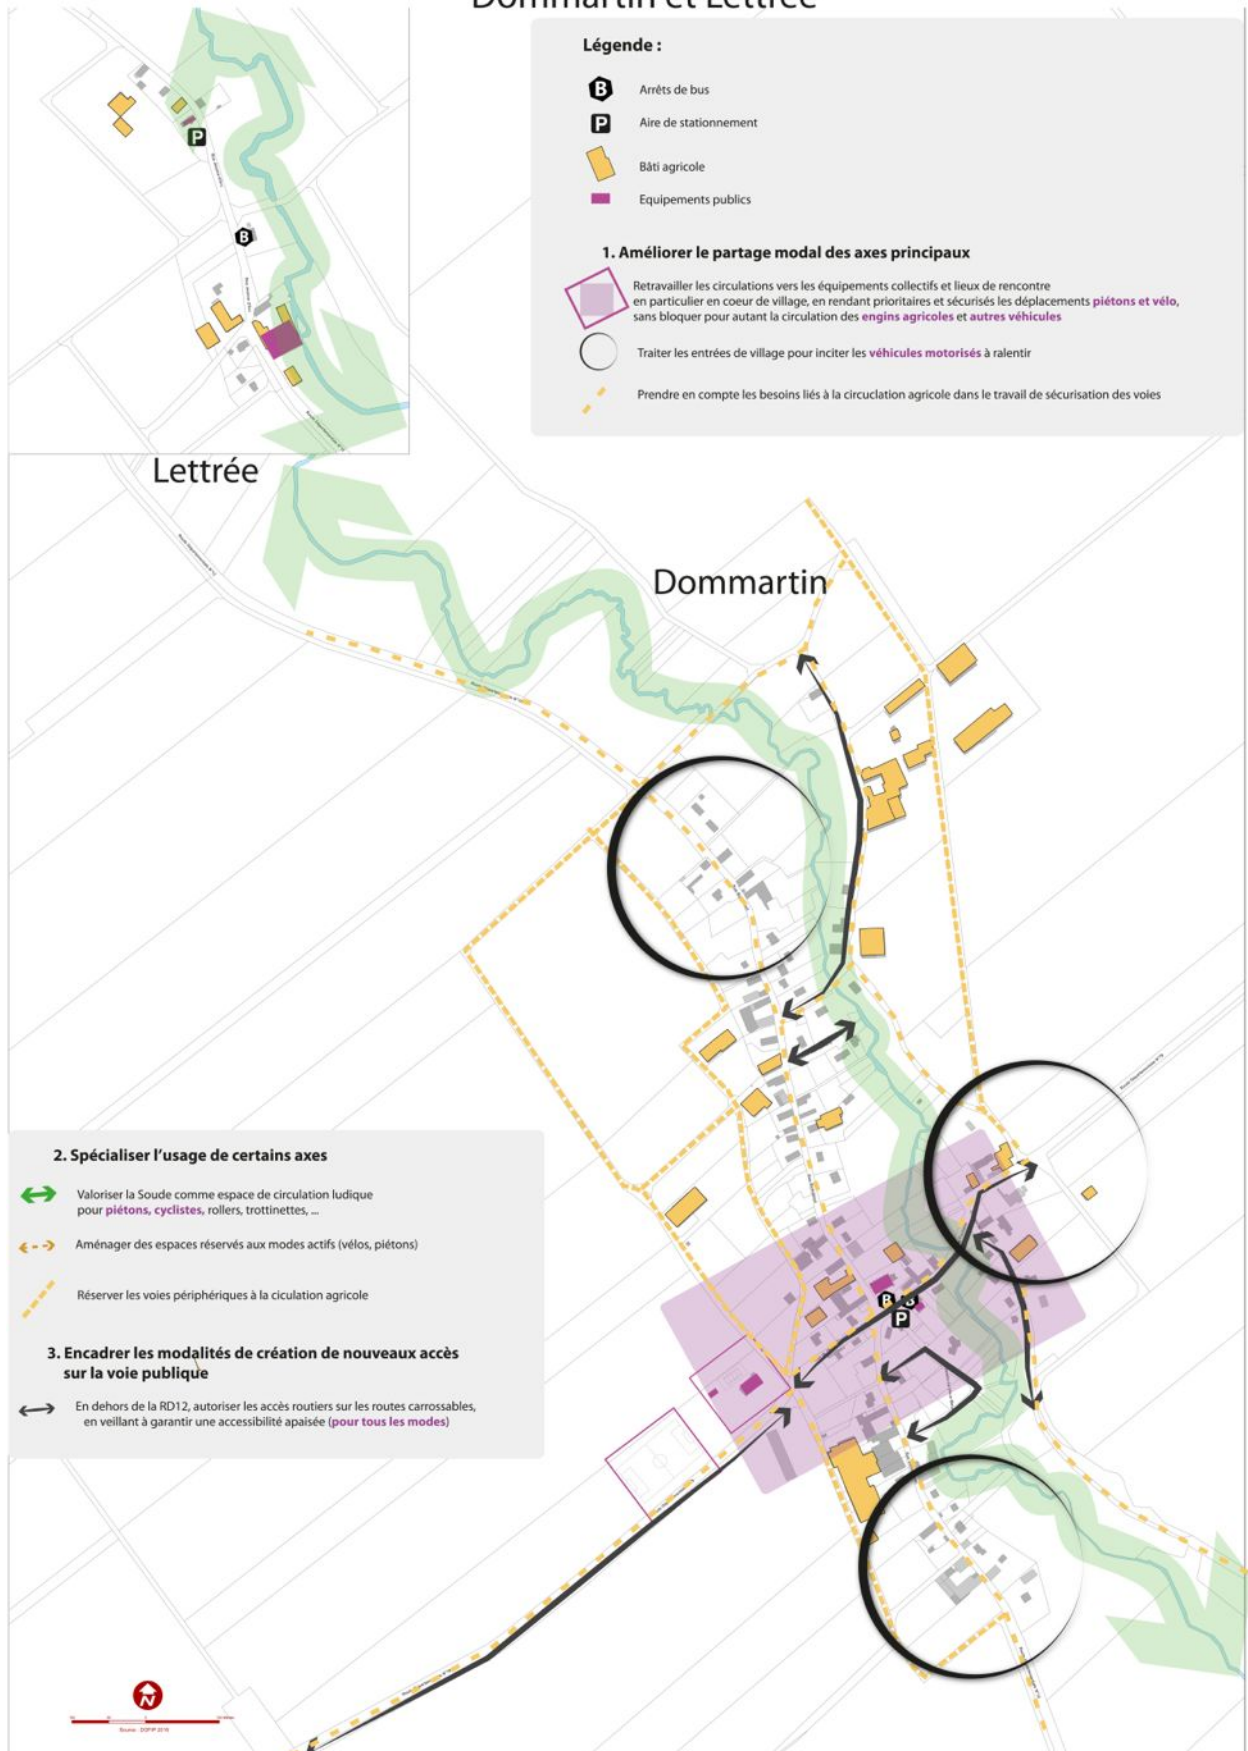 Dommartin et Lettrée
Légende :
B
Arrêts de bus
P
Aire de stationnement
Bâti agricole
Equipements publics
1. Améliorer le partage modal des axes principaux
Retravailler les circulations vers les équipements collectifs et lieux de rencontre
en particulier en coeur de village, en rendant prioritaires et sécurisés les déplacements piétons et vélo,
sans bloquer pour autant la circulation des engins agricoles et autres véhicules
Traiter les entrées de village pour inciter les véhicules motorisés à ralentir
Prendre en compte les besoins liés à la circuclation agricole dans le travail de sécurisation des voies
P
B
Lettrée
Dommartin
2. Spécialiser l'usage de certains axes
Valoriser la Soude comme espace de circulation ludique
pour piétons, cyclistes, rollers, trottinettes, ...
Aménager des espaces réservés aux modes actifs (vélos, piétons)
Réserver les voies périphériques à la ciculation agricole
3. Encadrer les modalités de création de nouveaux accès
sur la voie publique
En dehors de la RD12, autoriser les accès routiers sur les routes carrossables,
en veillant à garantir une accessibilité apaisée (pour tous les modes)
B
B
P
N
Source : DGFIP 2016